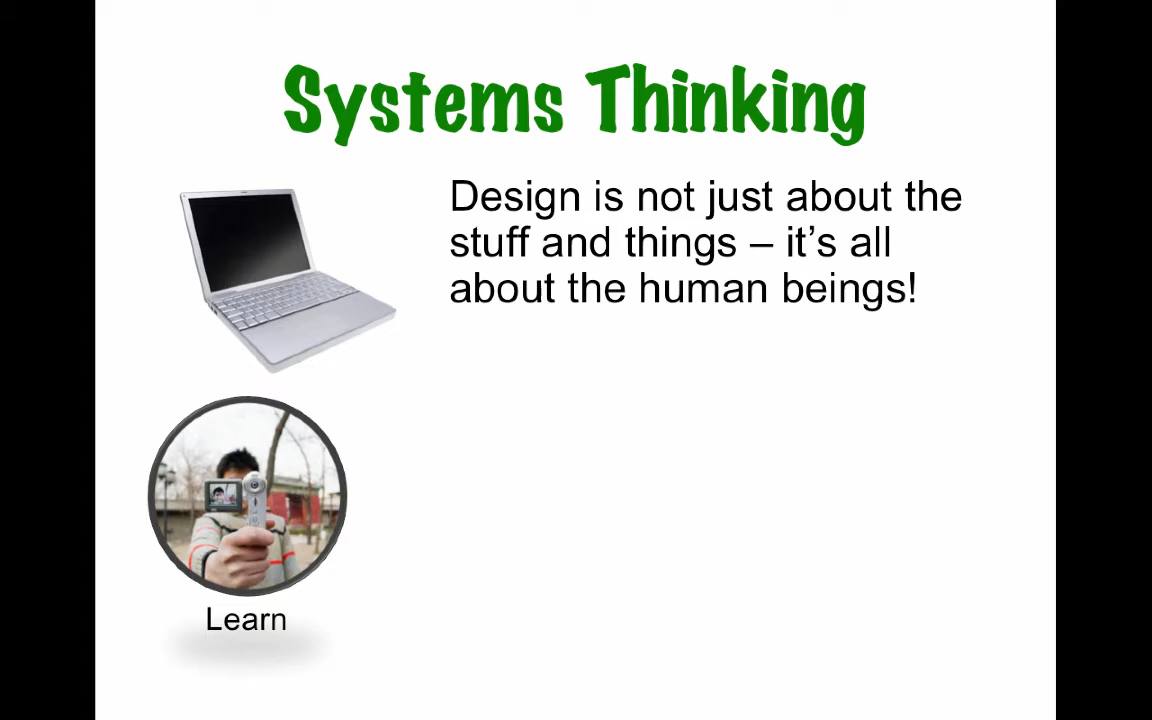 Systems Thinking
Design is not just about the
stuff and things – it’s all
about the human beings!
Learn